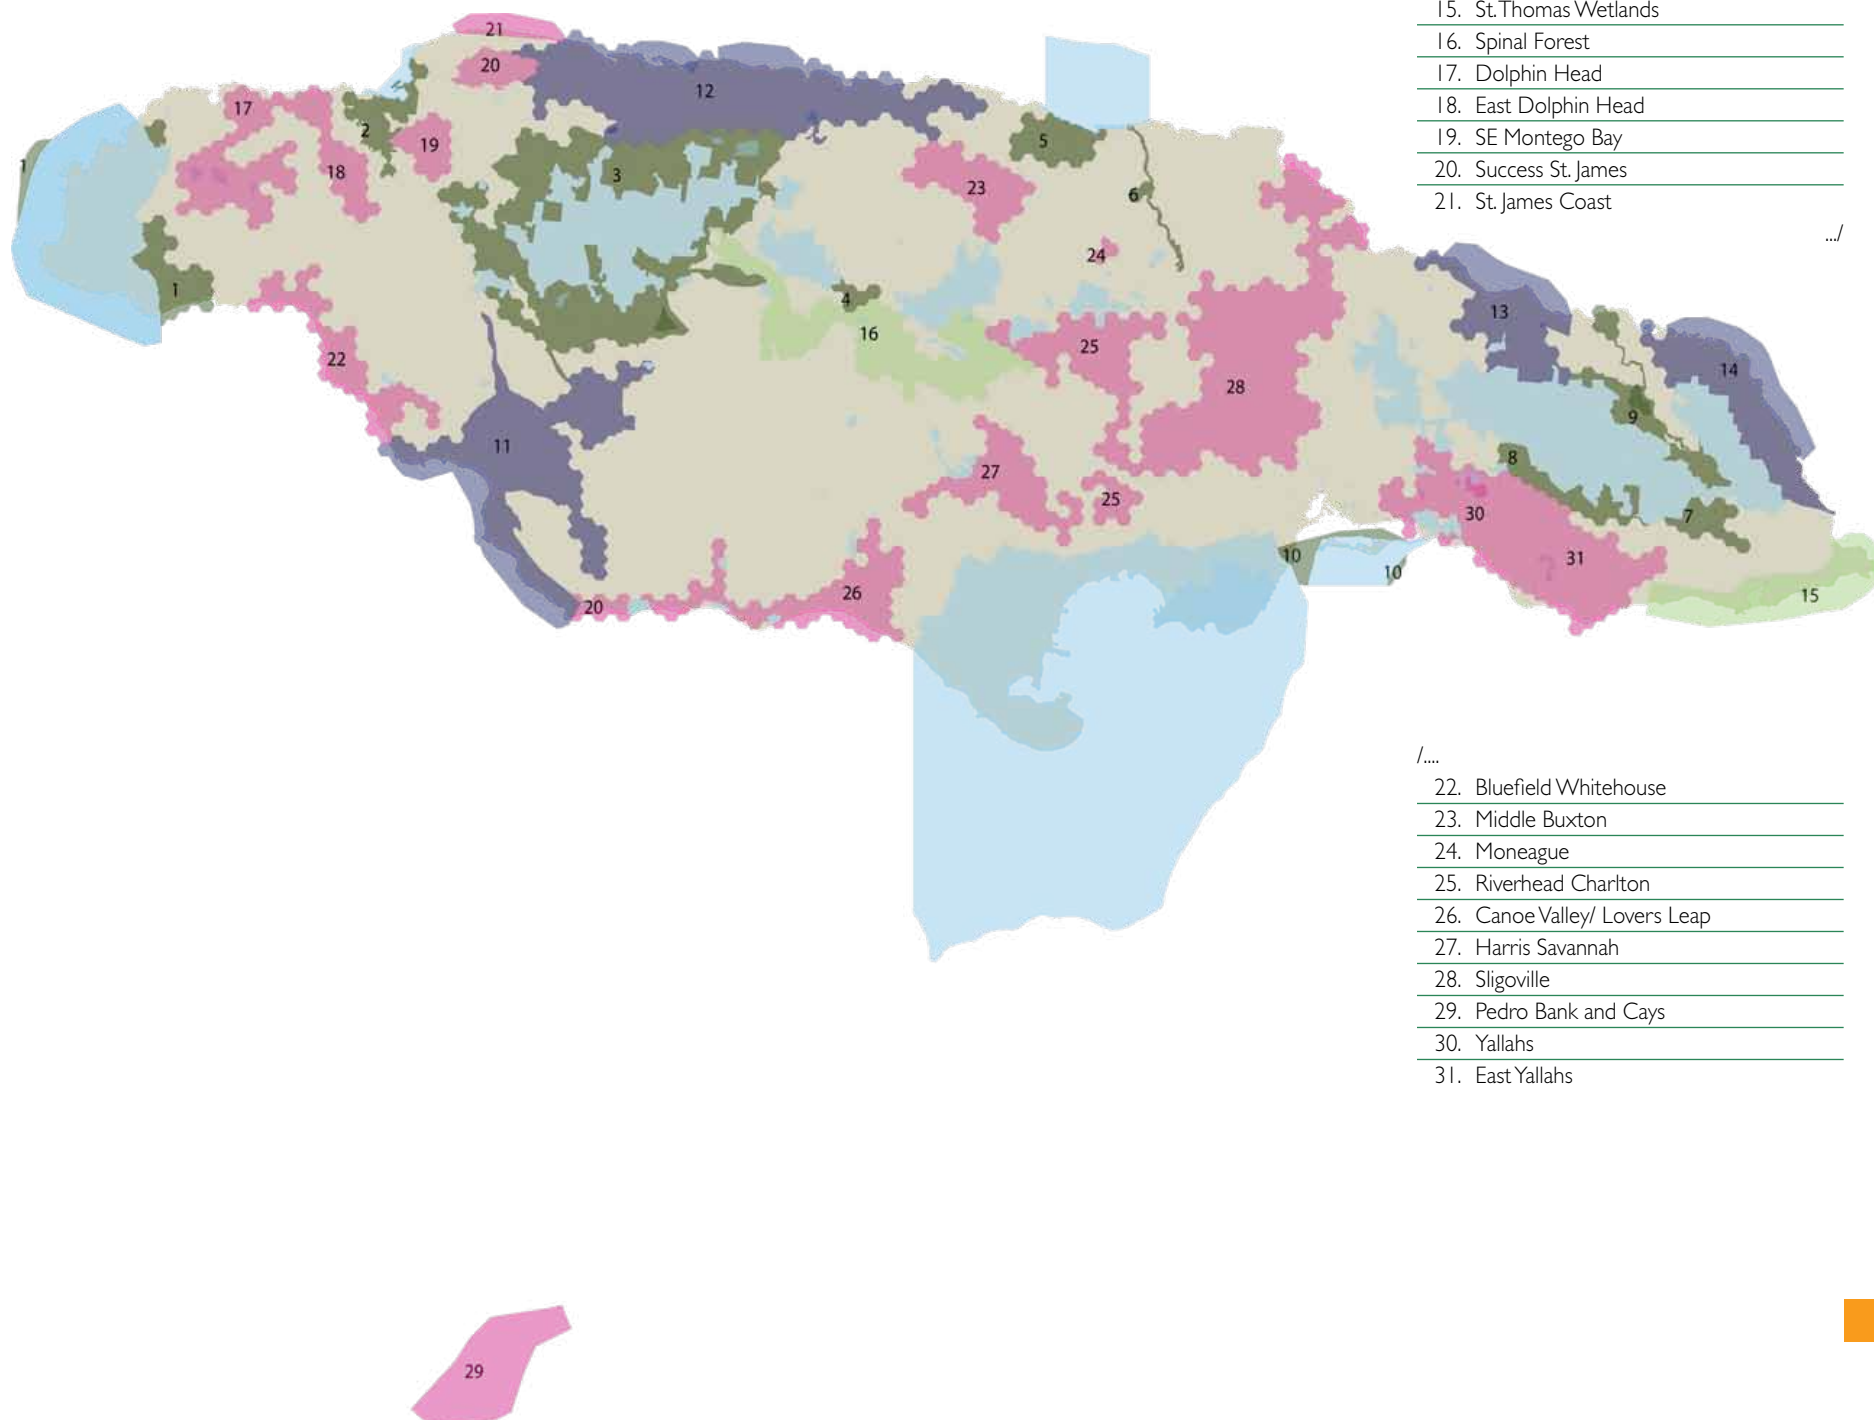 15. St. Thomas Wetlands
16. Spinal Forest
17. Dolphin Head
18. East Dolphin Head
19. SE Montego Bay
20. Success St. James
21. St. James Coast
.../
21
20
12
17
2
19
5
1
18
3
23
6
24
1
4
13
16
25
22
14
28
9
11
8
27
25
30
7
10
31
10
26
20
15
/....
22. Bluefield Whitehouse
23. Middle Buxton
24. Moneague
25. Riverhead Charlton
26. Canoe Valley/ Lovers Leap
27. Harris Savannah
28. Sligoville
29. Pedro Bank and Cays
30. Yallahs
31. East Yallahs
29